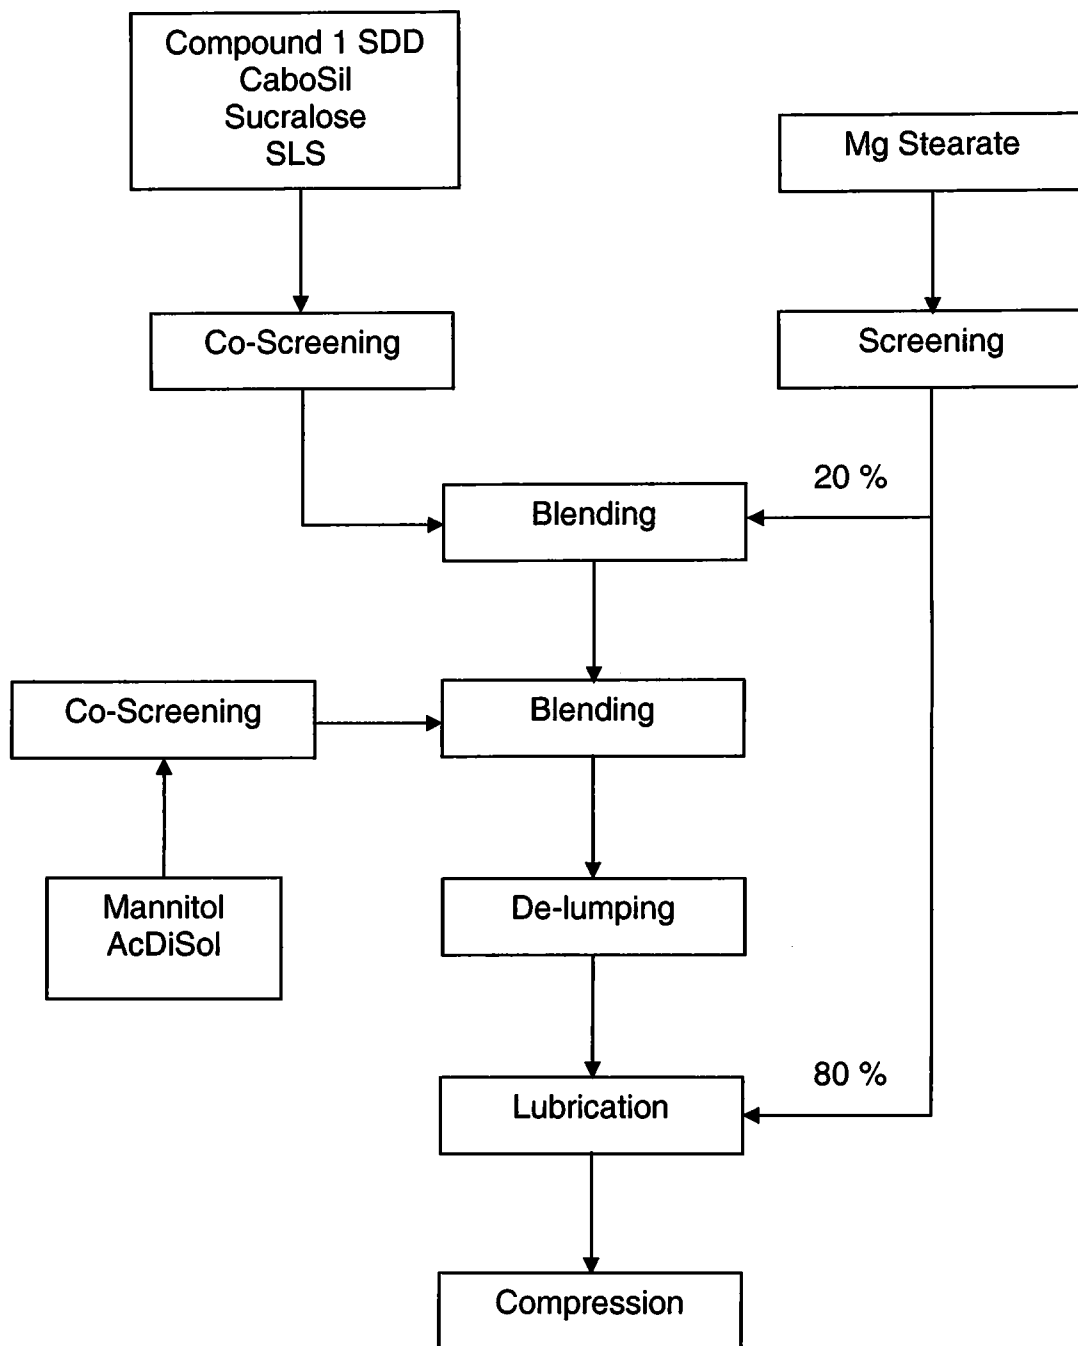 Compound 1 SDD
CaboSil
Sucralose
SLS
Mg Stearate
Co-Screening
Screening
20 %
Blending
Co-Screening
Blending
Mannitol
AcDiSol
De-lumping
80 %
Lubrication
Compression